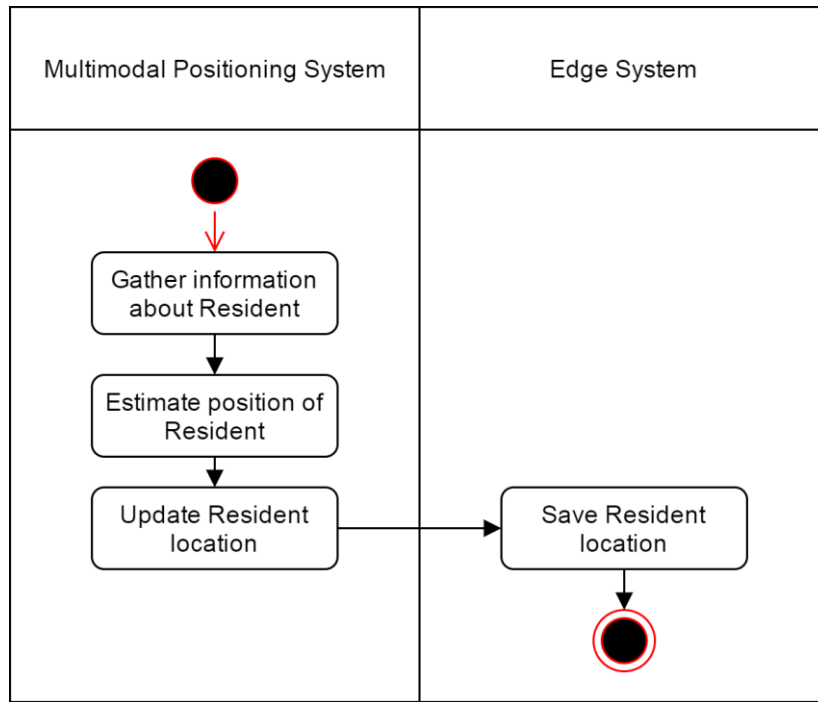 Multimodal Positioning System
Edge System
Gather information
about Resident
Estimate position of
Resident
Update Resident
location
Save Resident
location